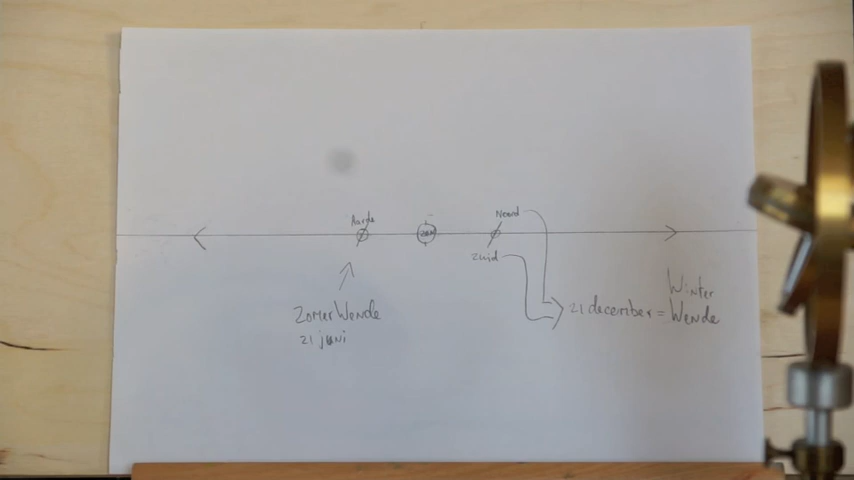 Aarde
Zon
Noord
Zuid
Zomer Wende
21 juni
21 december = Winter Wende